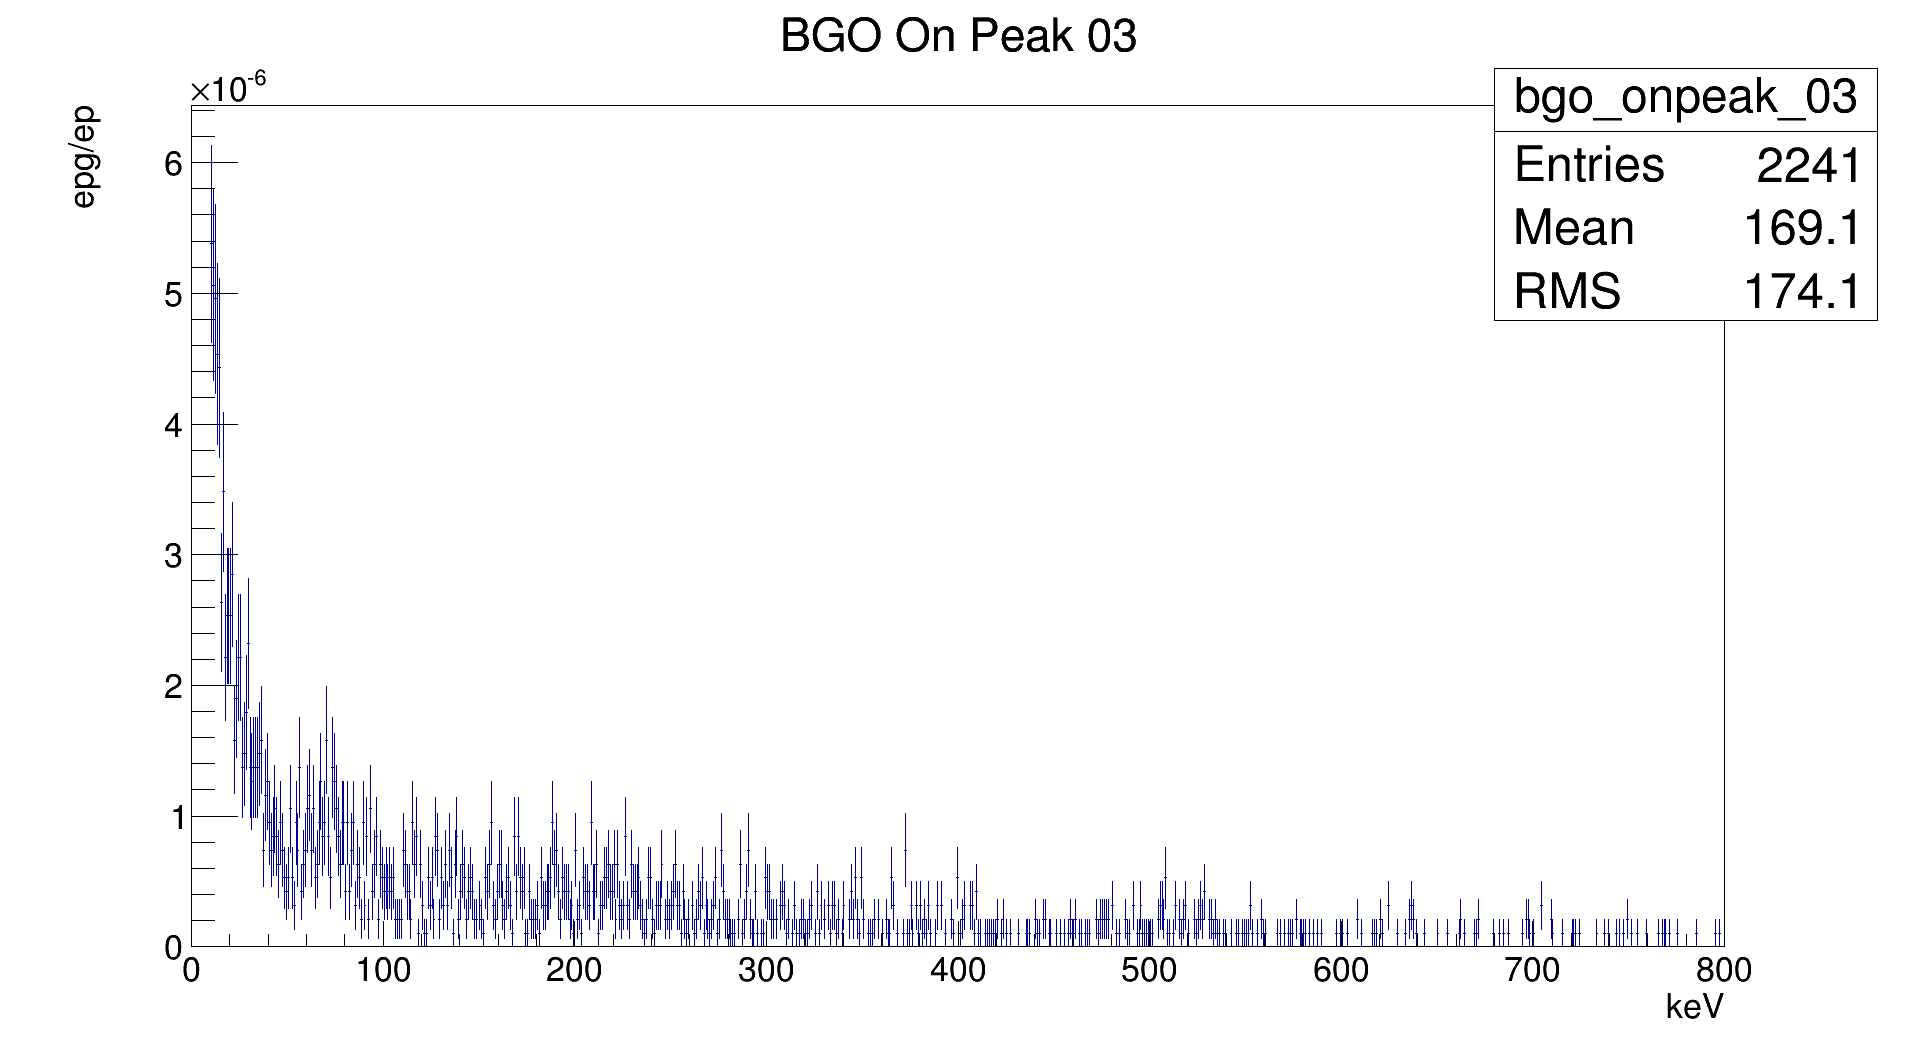 BGO On Peak 03
×10-6
epg/ep
bgo_onpeak_03
Entries 2241
Mean 169.1
RMS 174.1
6
5
4
3
2
1
0
0 100 200 300 400 500 600 700 800
keV